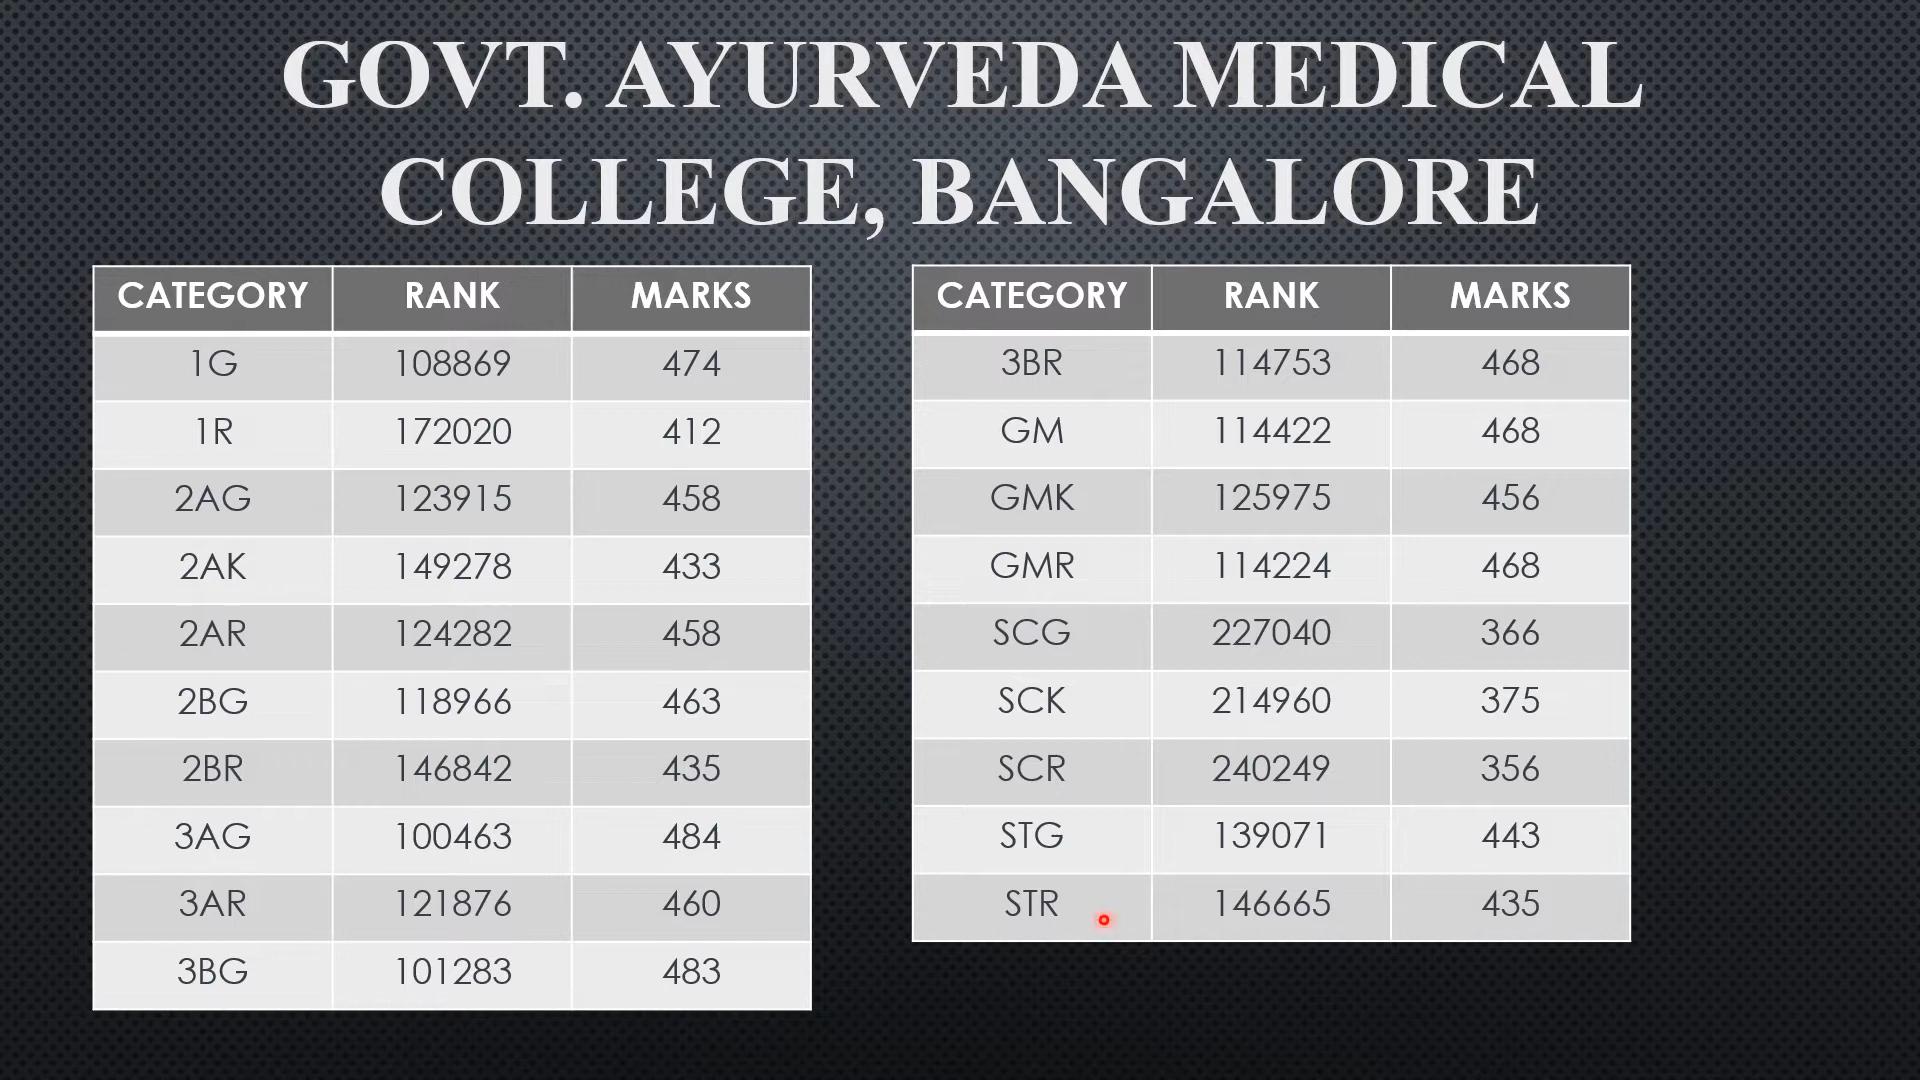 GOVT. AYURVEDA MEDICAL
COLLEGE, BANGALORE
CATEGORY RANK MARKS
1G 108869 474
1R 172020 412
2AG 123915 458
2AK 149278 433
2AR 124282 458
2BG 118966 463
2BR 146842 435
3AG 100463 484
3AR 121876 460
3BG 101283 483
CATEGORY RANK MARKS
3BR 114753 468
GM 114422 468
GMK 125975 456
GMR 114224 468
SCG 227040 366
SCK 214960 375
SCR 240249 356
STG 139071 443
STR 146665 435